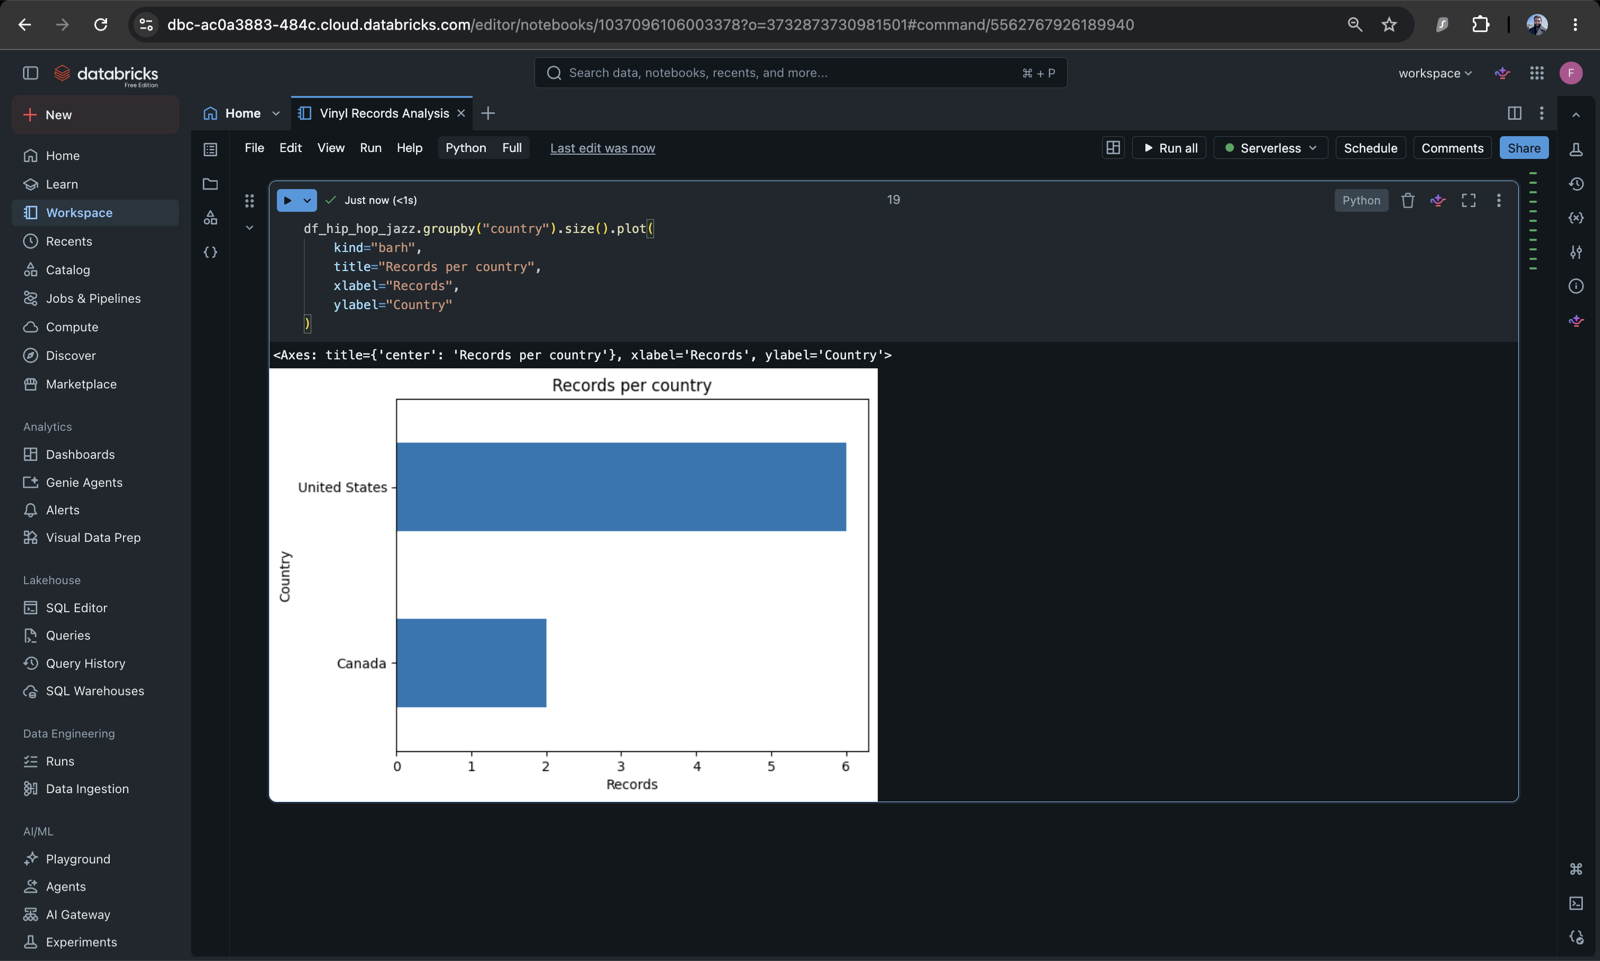 dbc-ac0a3883-484c.cloud.databricks.com/editor/notebooks/1037096106003378?o=3732873730981501#command/5562767926189940
databricks
Free Edition
Search data, notebooks, recents, and more...
⌘ + P
workspace
F
New
Home
Vinyl Records Analysis
File
Edit
View
Run
Help
Python
Full
Last edit was now
Run all
Serverless
Schedule
Comments
Share
Home
Learn
Workspace
Recents
Catalog
Jobs & Pipelines
Compute
Discover
Marketplace
Analytics
Dashboards
Genie Agents
Alerts
Visual Data Prep
Lakehouse
SQL Editor
Queries
Query History
SQL Warehouses
Data Engineering
Runs
Data Ingestion
AI/ML
Playground
Agents
AI Gateway
Experiments
Just now (<1s)
19
Python
df_hip_hop_jazz.groupby("country").size().plot(
    kind="barh",
    title="Records per country",
    xlabel="Records",
    ylabel="Country"
)
<Axes: title={'center': 'Records per country'}, xlabel='Records', ylabel='Country'>
Records per country
United States
Country
Canada
0 1 2 3 4 5 6
Records